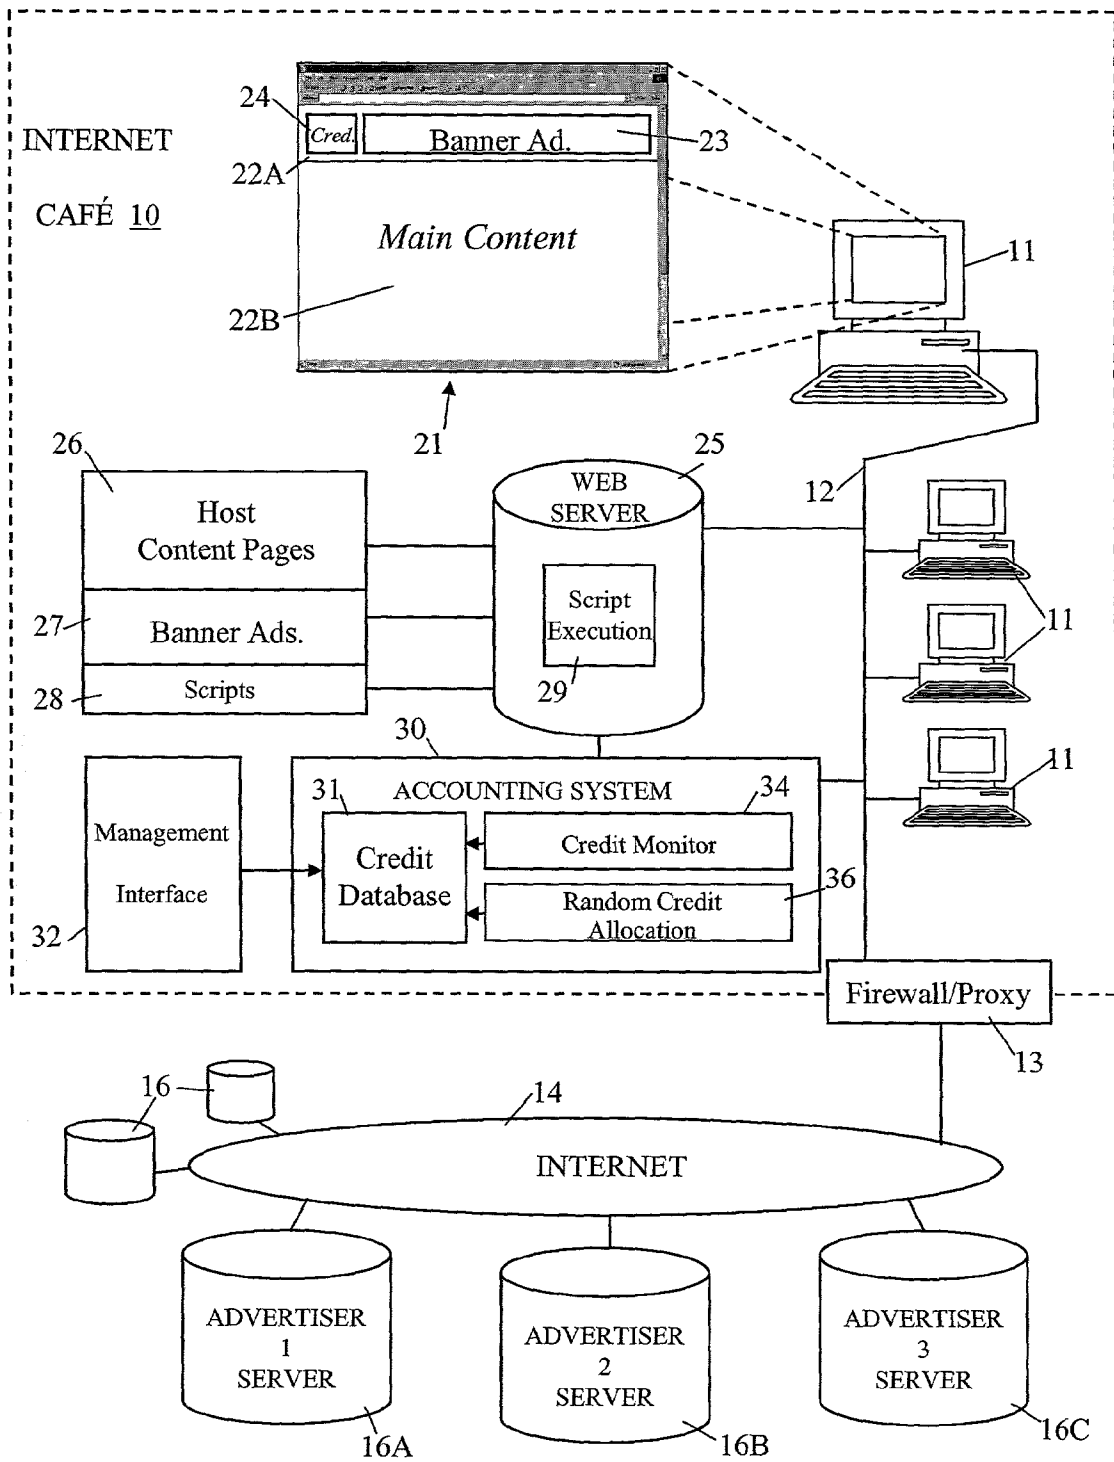 24
Cred.
Banner Ad.
23
INTERNET
22A
CAFÉ 10
Main Content
11
22B
21
26
25
12
WEB
SERVER
Host
Content Pages
Script
Execution
27
Banner Ads.
11
29
28
Scripts
30
11
31
ACCOUNTING SYSTEM
34
Management
Interface
Credit
Database
Credit Monitor
36
Random Credit
Allocation
32
Firewall/Proxy
13
16
14
INTERNET
ADVERTISER
1
SERVER
ADVERTISER
2
SERVER
ADVERTISER
3
SERVER
16A
16B
16C